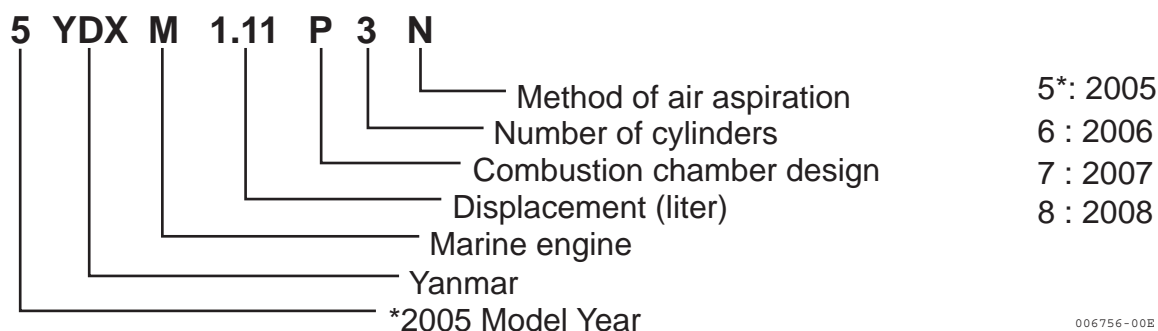 5 YDX M 1.11 P 3 N
Method of air aspiration 5*: 2005
Number of cylinders 6 : 2006
Combustion chamber design 7 : 2007
Displacement (liter) 8 : 2008
Marine engine
Yanmar
*2005 Model Year
006756-00E